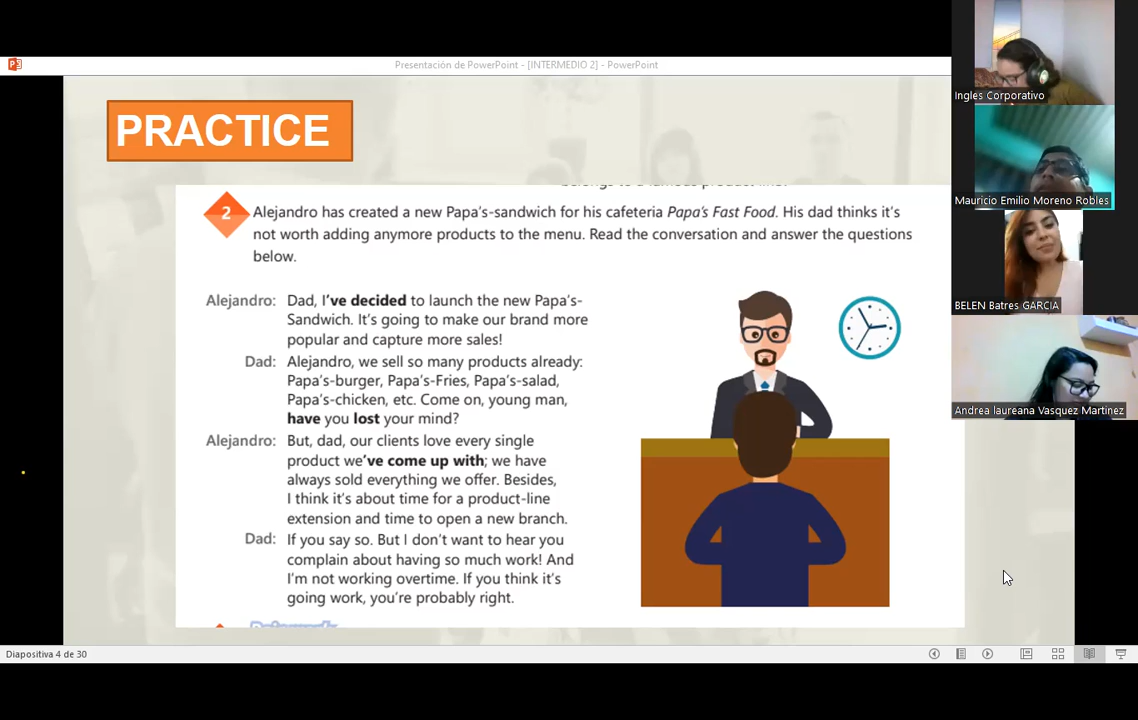 Presentación de PowerPoint - [INTERMEDIO 2] - PowerPoint
PRACTICE
belongs to a famous product line.
2
Alejandro has created a new Papa's-sandwich for his cafeteria Papa's Fast Food. His dad thinks it's
not worth adding anymore products to the menu. Read the conversation and answer the questions
below.
Alejandro: Dad, I've decided to launch the new Papa's-
Sandwich. It's going to make our brand more
popular and capture more sales!
Dad: Alejandro, we sell so many products already:
Papa's-burger, Papa's-Fries, Papa's-salad,
Papa's-chicken, etc. Come on, young man,
have you lost your mind?
Alejandro: But, dad, our clients love every single
product we've come up with; we have
always sold everything we offer. Besides,
I think it's about time for a product-line
extension and time to open a new branch.
Dad: If you say so. But I don't want to hear you
complain about having so much work! And
I'm not working overtime. If you think it's
going work, you're probably right.
Diapositiva 4 de 30
Ingles Corporativo
Mauricio Emilio Moreno Robles
BELEN Batres GARCIA
Andrea laureana Vasquez Martinez